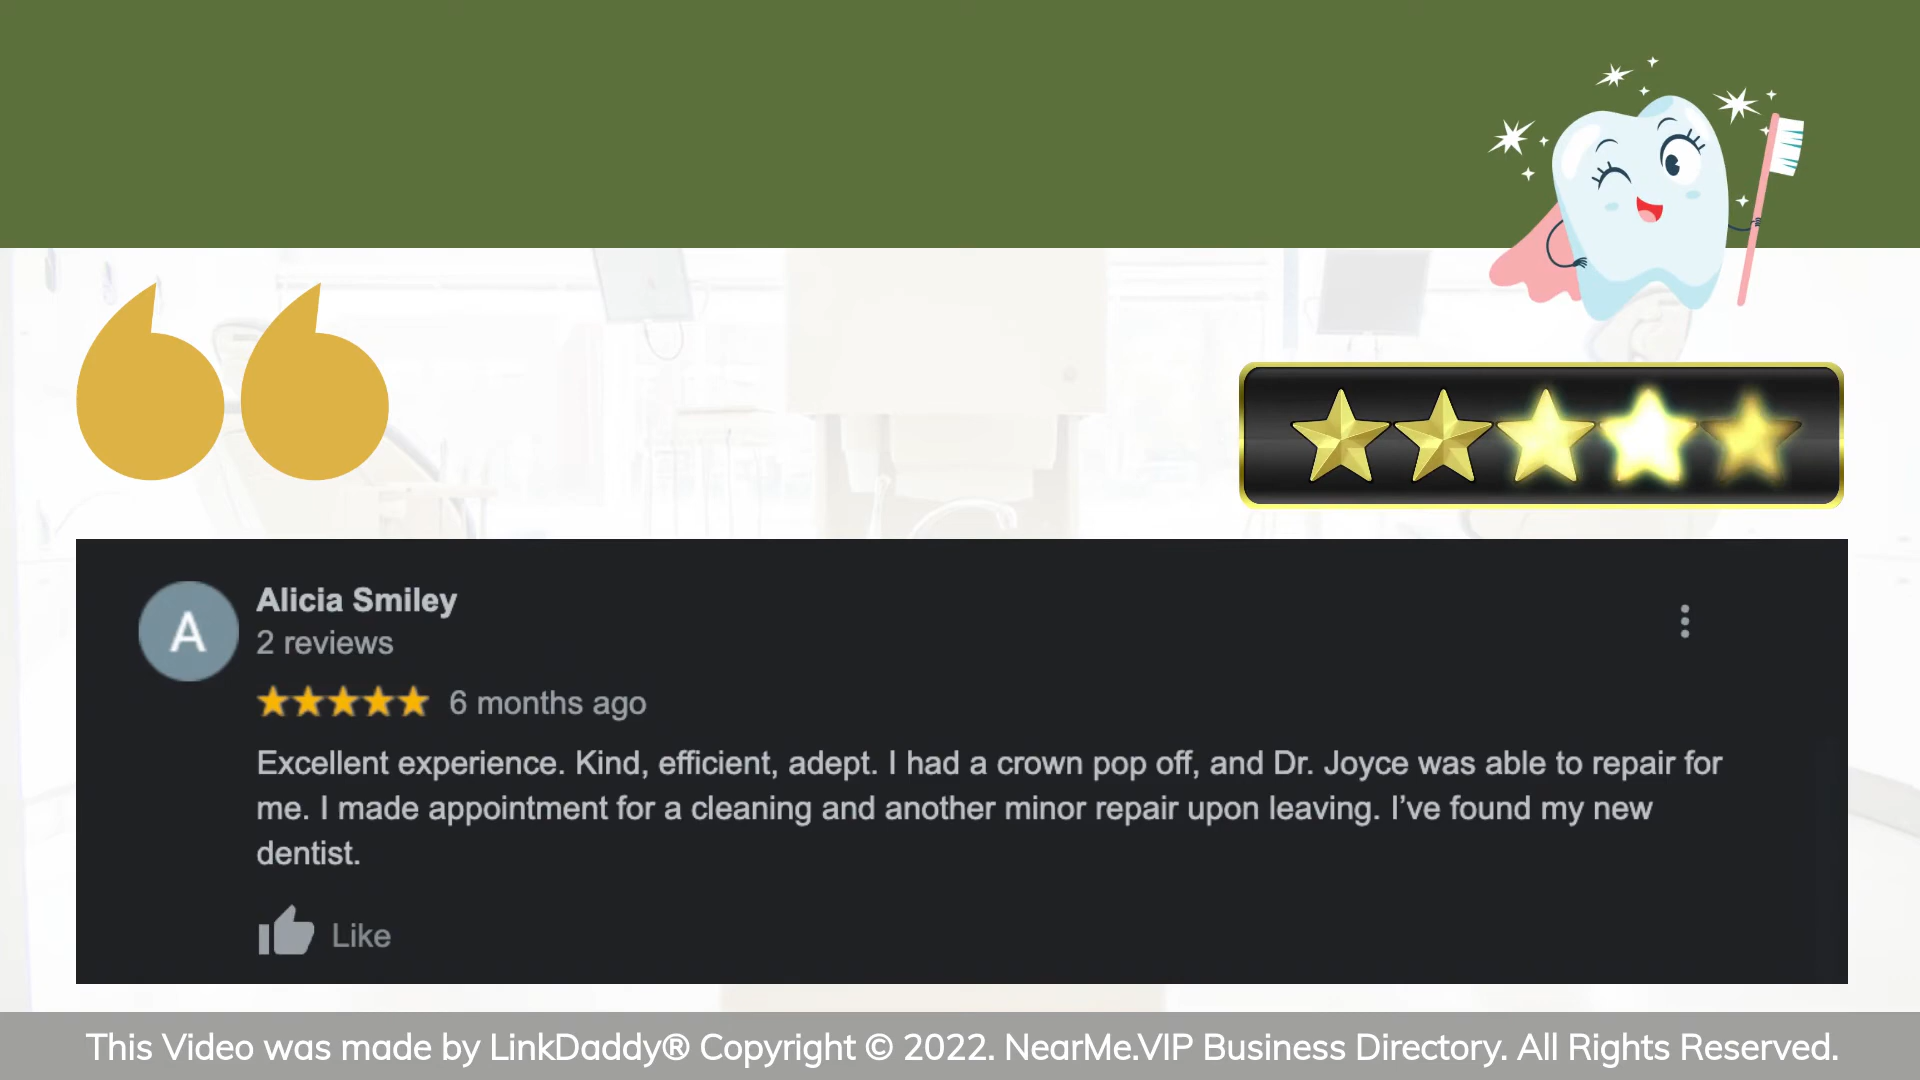 A
Alicia Smiley
2 reviews
6 months ago
Excellent experience. Kind, efficient, adept. I had a crown pop off, and Dr. Joyce was able to repair for
me. I made appointment for a cleaning and another minor repair upon leaving. I’ve found my new
dentist.
Like
This Video was made by LinkDaddy® Copyright © 2022. NearMe.VIP Business Directory. All Rights Reserved.